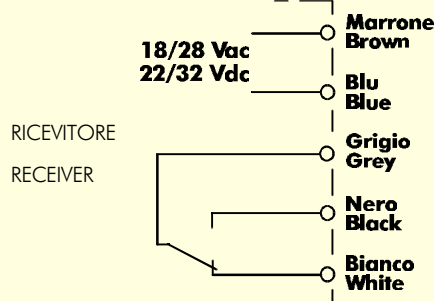 Marrone
Brown
18/28 Vac
22/32 Vdc
Blu
Blue
RICEVITORE
Grigio
Grey
RECEIVER
Nero
Black
Bianco
White